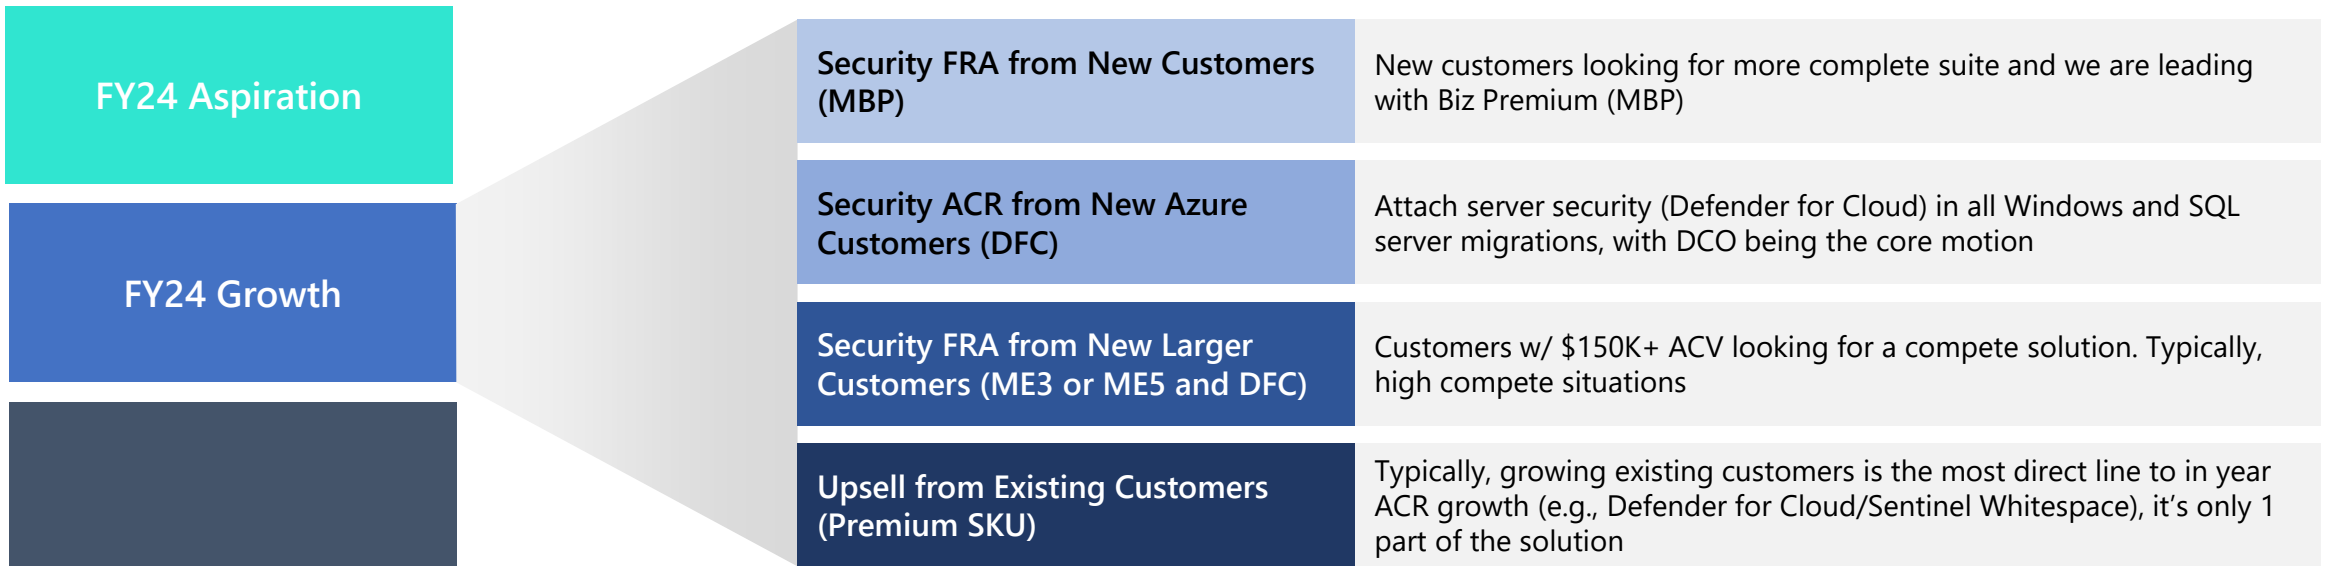 FY24 Aspiration
FY24 Growth
Security FRA from New Customers
(MBP)
New customers looking for more complete suite and we are leading
with Biz Premium (MBP)
Security ACR from New Azure
Customers (DFC)
Attach server security (Defender for Cloud) in all Windows and SQL
server migrations, with DCO being the core motion
Security FRA from New Larger
Customers (ME3 or ME5 and DFC)
Customers w/ $150K+ ACV looking for a compete solution. Typically,
high compete situations
Upsell from Existing Customers
(Premium SKU)
Typically, growing existing customers is the most direct line to in year
ACR growth (e.g., Defender for Cloud/Sentinel Whitespace), it’s only 1
part of the solution